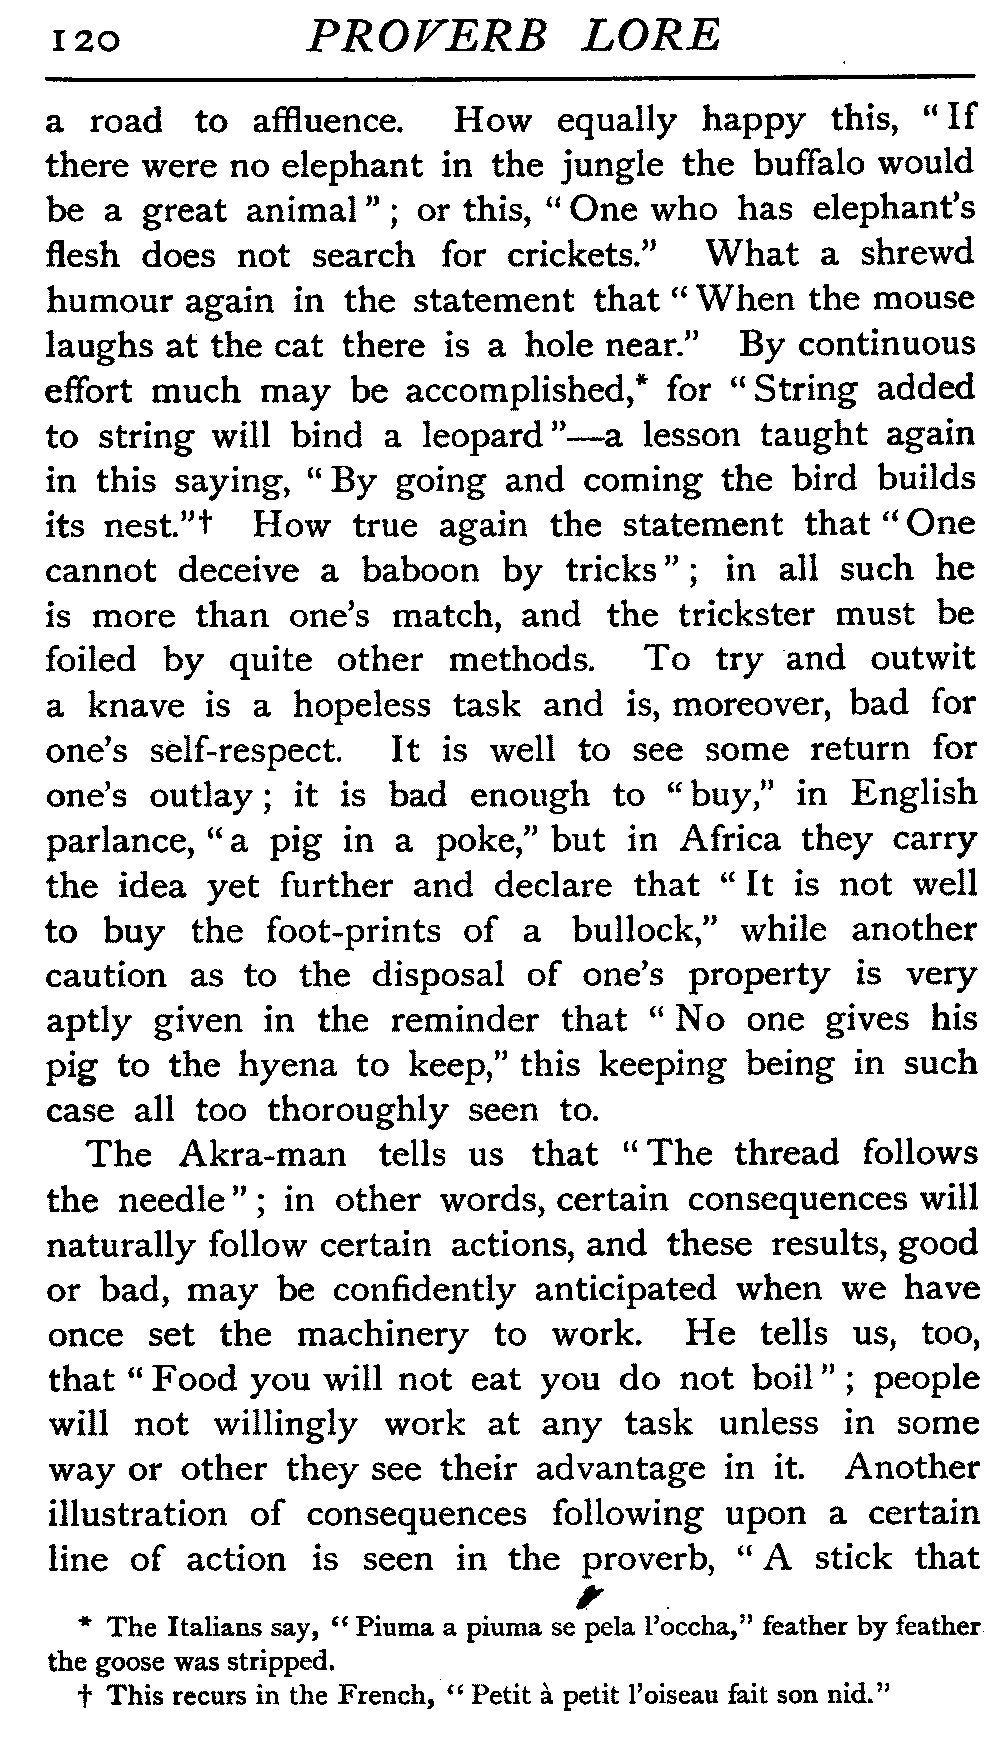 120 PROVERB LORE
a road to affluence. How equally happy this, “If
there were no elephant in the jungle the buffalo would
be a great animal”; or this, “One who has elephant's
flesh does not search for crickets.” What a shrewd
humour again in the statement that “When the mouse
laughs at the cat there is a hole near.” By continuous
effort much may be accomplished,* for “String added
to string will bind a leopard”—a lesson taught again
in this saying, “By going and coming the bird builds
its nest.”† How true again the statement that “One
cannot deceive a baboon by tricks”; in all such he
is more than one's match, and the trickster must be
foiled by quite other methods. To try and outwit
a knave is a hopeless task and is, moreover, bad for
one's self-respect. It is well to see some return for
one's outlay; it is bad enough to “buy,” in English
parlance, “a pig in a poke,” but in Africa they carry
the idea yet further and declare that “It is not well
to buy the foot-prints of a bullock,” while another
caution as to the disposal of one's property is very
aptly given in the reminder that “No one gives his
pig to the hyena to keep,” this keeping being in such
case all too thoroughly seen to.
The Akra-man tells us that “The thread follows
the needle”; in other words, certain consequences will
naturally follow certain actions, and these results, good
or bad, may be confidently anticipated when we have
once set the machinery to work. He tells us, too,
that “Food you will not eat you do not boil”; people
will not willingly work at any task unless in some
way or other they see their advantage in it. Another
illustration of consequences following upon a certain
line of action is seen in the proverb, “A stick that
* The Italians say, “Piuma a piuma se pela l'occha,” feather by feather
the goose was stripped.
† This recurs in the French, “Petit à petit l'oiseau fait son nid.”